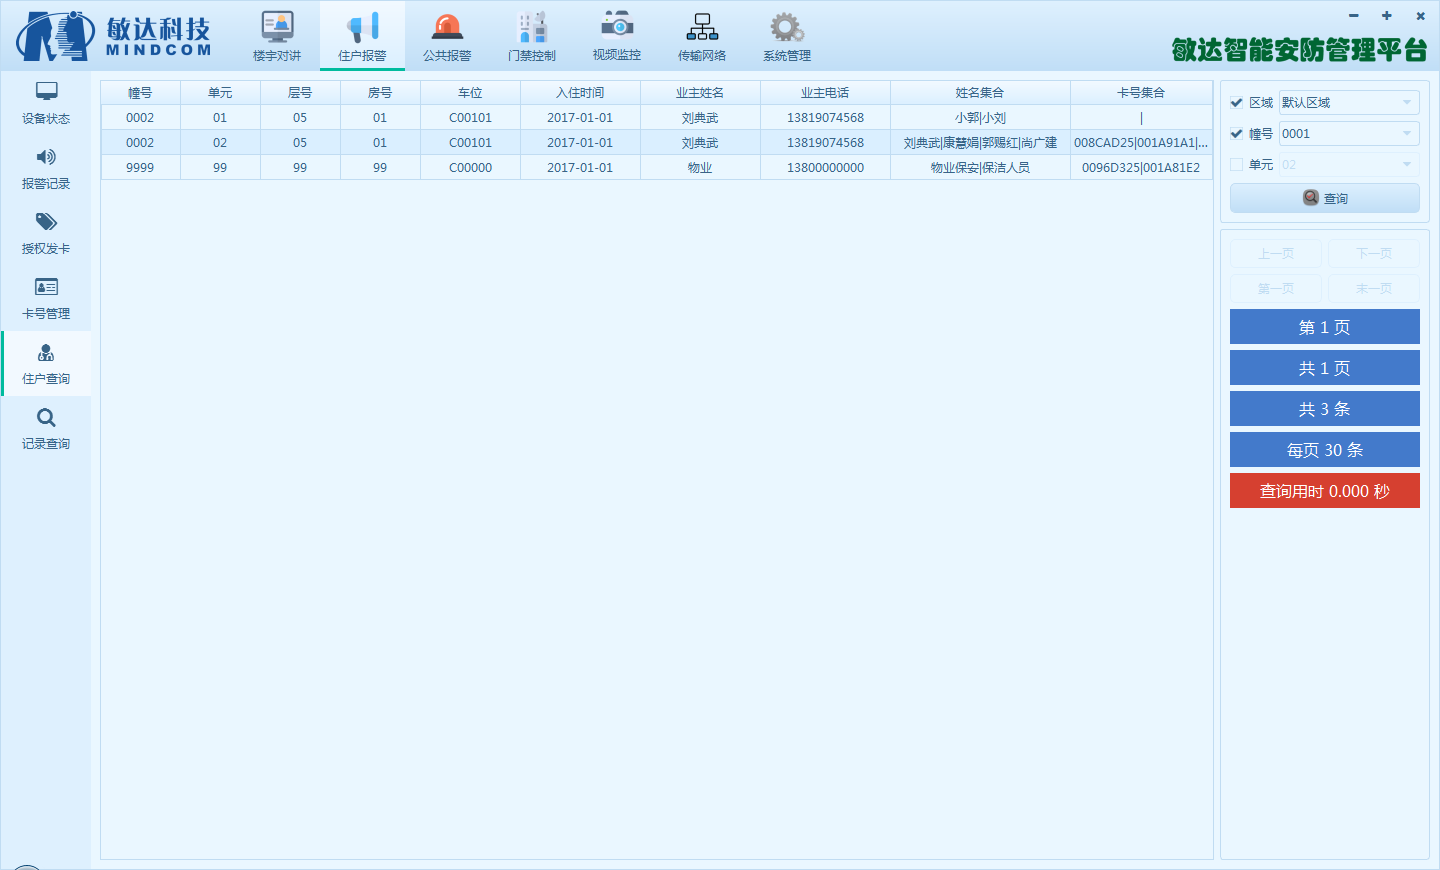 敏达科技
MINDCOM
楼宇对讲
住户报警
公共报警
门禁控制
视频监控
传输网络
系统管理
敏达智能安防管理平台
设备状态
报警记录
授权发卡
卡号管理
住户查询
记录查询
幢号 单元 层号 房号 车位 入住时间 业主姓名 业主电话 姓名集合 卡号集合
0002 01 05 01 C00101 2017-01-01 刘典武 13819074568 小郭|小刘 |
0002 02 05 01 C00101 2017-01-01 刘典武 13819074568 刘典武|康慧娟|郭赐红|尚广建 008CAD25|001A91A1|...
9999 99 99 99 C00000 2017-01-01 物业 13800000000 物业保安|保洁人员 0096D325|001A81E2
区域 默认区域
幢号 0001
单元 02
查询
上一页 下一页
第一页 末一页
第 1 页
共 1 页
共 3 条
每页 30 条
查询用时 0.000 秒